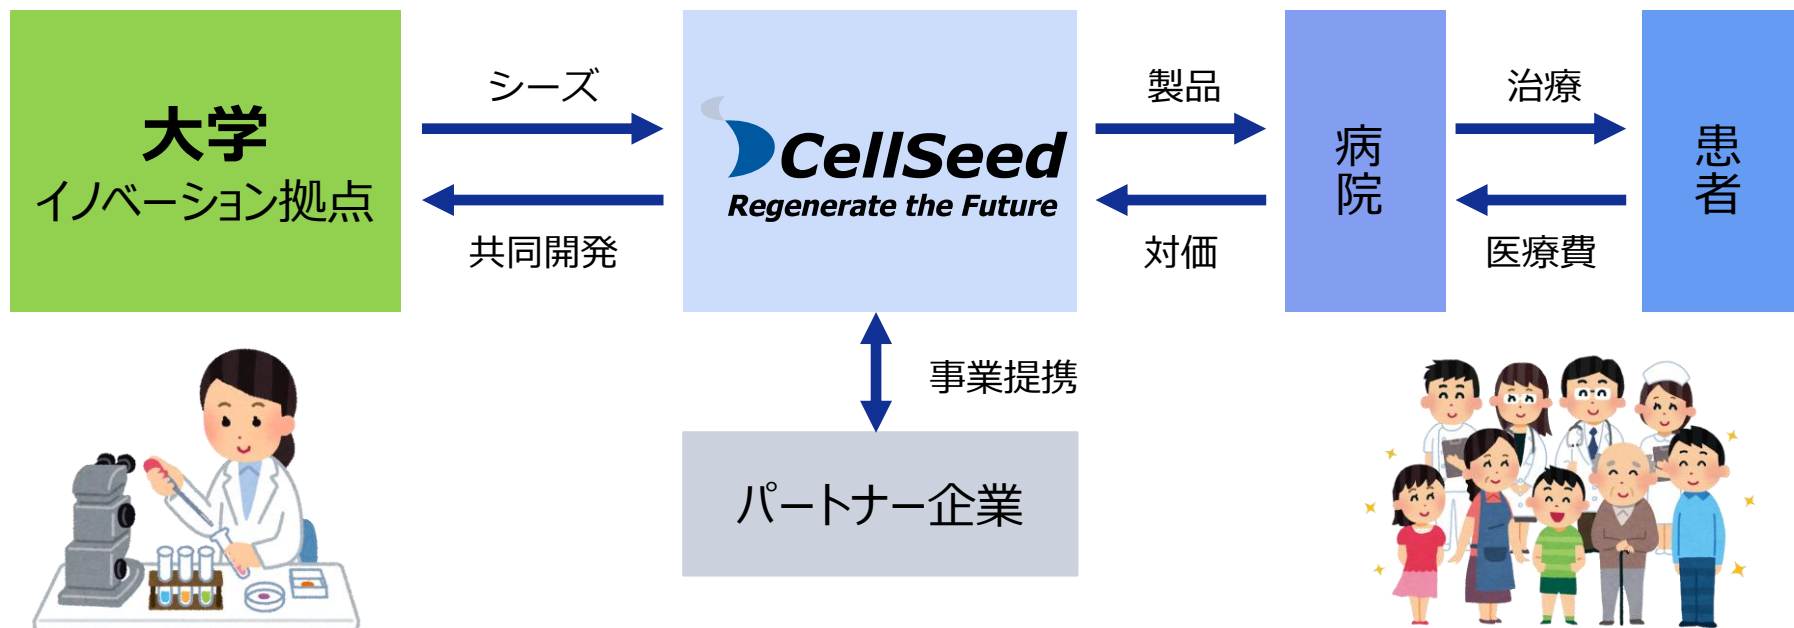 大学
イノベーション拠点
シーズ
共同開発
CellSeed
Regenerate the Future
製品
対価
病院
治療
医療費
患者
事業提携
パートナー企業